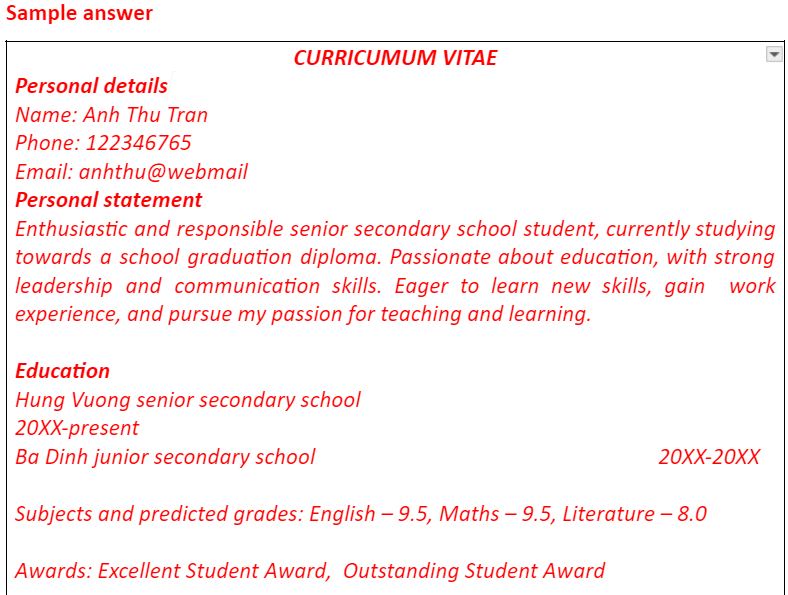 Sample answer
CURRICUMUM VITAE
Personal details
Name: Anh Thu Tran
Phone: 122346765
Email: anhthu@webmail
Personal statement
Enthusiastic and responsible senior secondary school student, currently studying
towards a school graduation diploma. Passionate about education, with strong
leadership and communication skills. Eager to learn new skills, gain work
experience, and pursue my passion for teaching and learning.
Education
Hung Vuong senior secondary school
20XX-present
Ba Dinh junior secondary school 20XX-20XX
Subjects and predicted grades: English – 9.5, Maths – 9.5, Literature – 8.0
Awards: Excellent Student Award, Outstanding Student Award